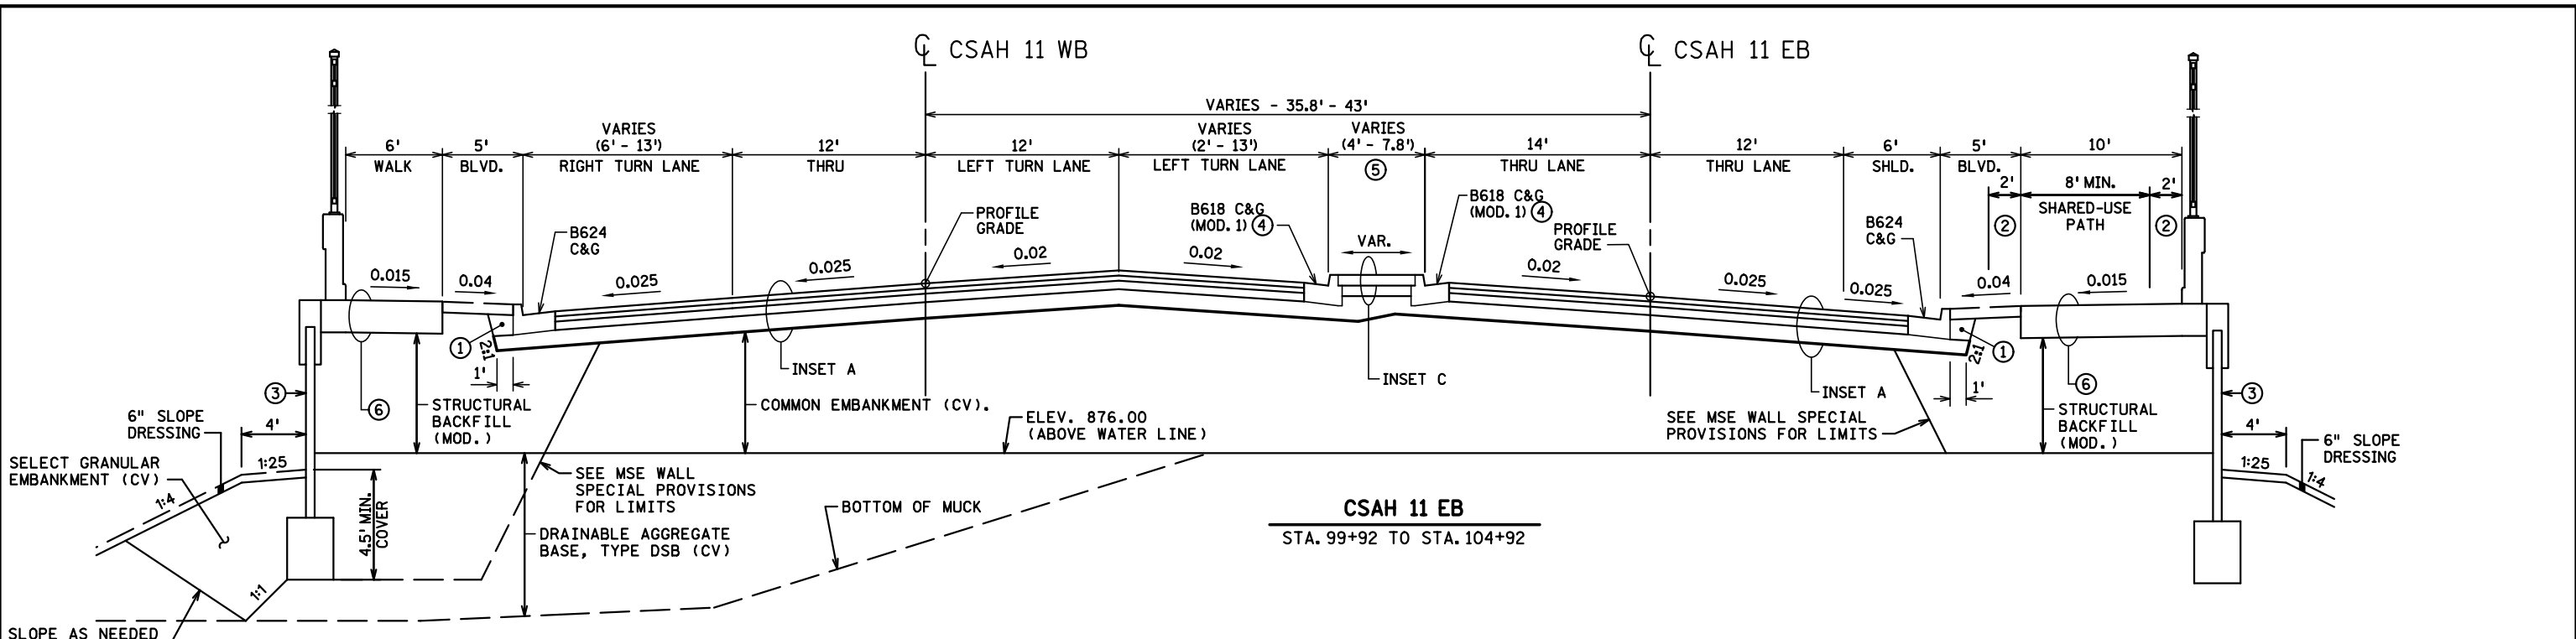 ℄ CSAH 11 WB
℄ CSAH 11 EB
VARIES - 35.8' - 43'
6'
WALK
5'
BLVD.
VARIES
(6' - 13')
RIGHT TURN LANE
12'
THRU
12'
LEFT TURN LANE
VARIES
(2' - 13')
LEFT TURN LANE
VARIES
(4' - 7.8')
5
14'
THRU LANE
12'
THRU LANE
6'
SHLD.
5'
BLVD.
10'
2'
2
8' MIN.
SHARED-USE
PATH
2'
2
B624
C&G
PROFILE
GRADE
B618 C&G
(MOD. 1) 4
VAR.
B618 C&G
(MOD. 1) 4
PROFILE
GRADE
B624
C&G
0.015
0.04
0.025
0.025
0.02
0.02
0.02
0.025
0.025
0.04
0.015
1
2:1
1'
INSET A
INSET C
INSET A
2:1
1
1'
3
6
STRUCTURAL
BACKFILL
(MOD.)
COMMON EMBANKMENT (CV).
ELEV. 876.00
(ABOVE WATER LINE)
SEE MSE WALL SPECIAL
PROVISIONS FOR LIMITS
6
STRUCTURAL
BACKFILL
(MOD.)
3
6" SLOPE
DRESSING
4'
4'
6" SLOPE
DRESSING
SELECT GRANULAR
EMBANKMENT (CV)
1:25
1:4
4.5' MIN.
COVER
SEE MSE WALL
SPECIAL PROVISIONS
FOR LIMITS
1:25
1:4
BOTTOM OF MUCK
DRAINABLE AGGREGATE
BASE, TYPE DSB (CV)
CSAH 11 EB
STA. 99+92 TO STA. 104+92
1:1
SLOPE AS NEEDED